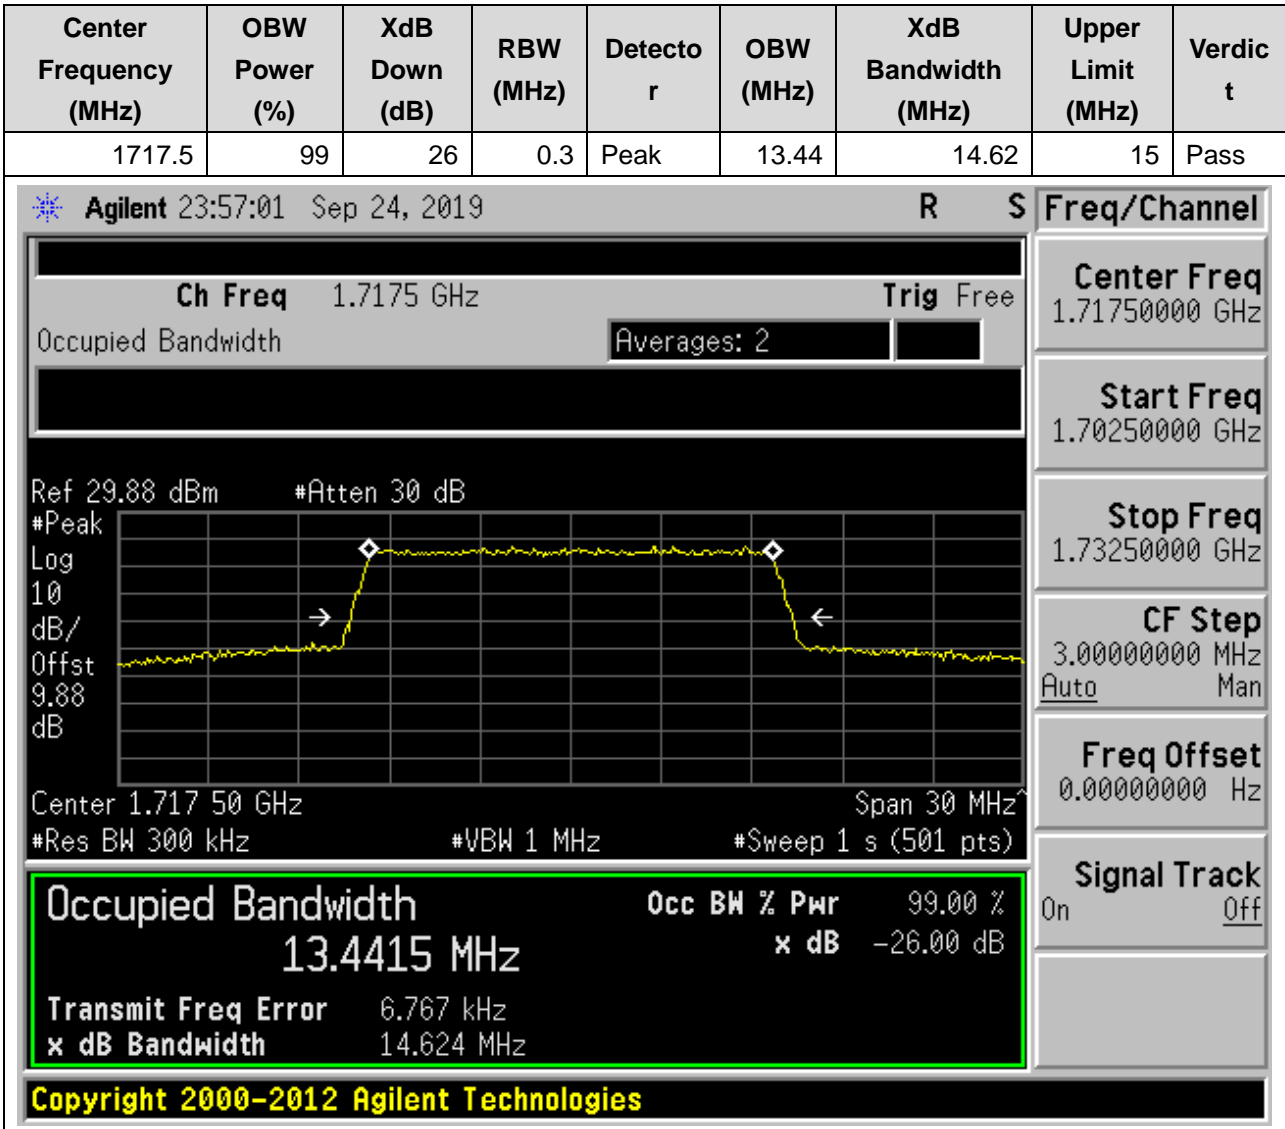 Center Frequency (MHz) OBW Power (%) XdB Down (dB) RBW (MHz) Detector OBW (MHz) XdB Bandwidth (MHz) Upper Limit (MHz) Verdict
1717.5 99 26 0.3 Peak 13.44 14.62 15 Pass
Agilent 23:57:01 Sep 24, 2019 R S
Ch Freq 1.7175 GHz Trig Free
Occupied Bandwidth Averages: 2
Ref 29.88 dBm #Atten 30 dB
#Peak
Log
10
dB/
Offst
9.88
dB
Center 1.717 50 GHz Span 30 MHz^
#Res BW 300 kHz #VBW 1 MHz #Sweep 1 s (501 pts)
Occupied Bandwidth Occ BW % Pwr 99.00 %
13.4415 MHz x dB -26.00 dB
Transmit Freq Error 6.767 kHz
x dB Bandwidth 14.624 MHz
Copyright 2000-2012 Agilent Technologies
Freq/Channel
Center Freq
1.71750000 GHz
Start Freq
1.70250000 GHz
Stop Freq
1.73250000 GHz
CF Step
3.00000000 MHz
Auto Man
Freq Offset
0.00000000 Hz
Signal Track
On Off